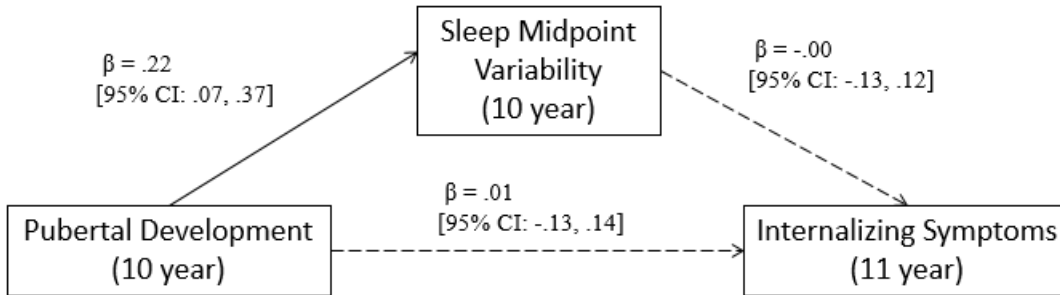 Sleep Midpoint
Variability
(10 year)
β = .22
[95% CI: .07, .37]
β = -.00
[95% CI: -.13, .12]
β = .01
[95% CI: -.13, .14]
Pubertal Development
(10 year)
Internalizing Symptoms
(11 year)